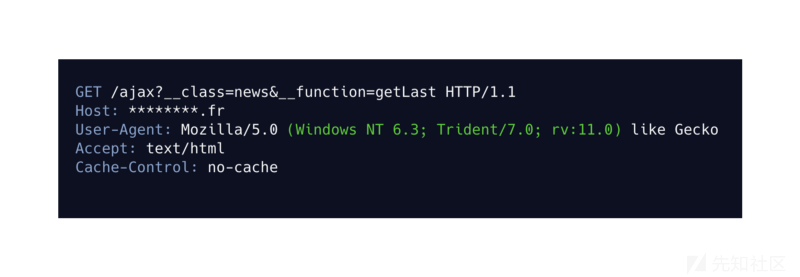 GET /ajax?__class=news&__function=getLast HTTP/1.1
Host: ********.fr
User-Agent: Mozilla/5.0 (Windows NT 6.3; Trident/7.0; rv:11.0) like Gecko
Accept: text/html
Cache-Control: no-cache
先知社区